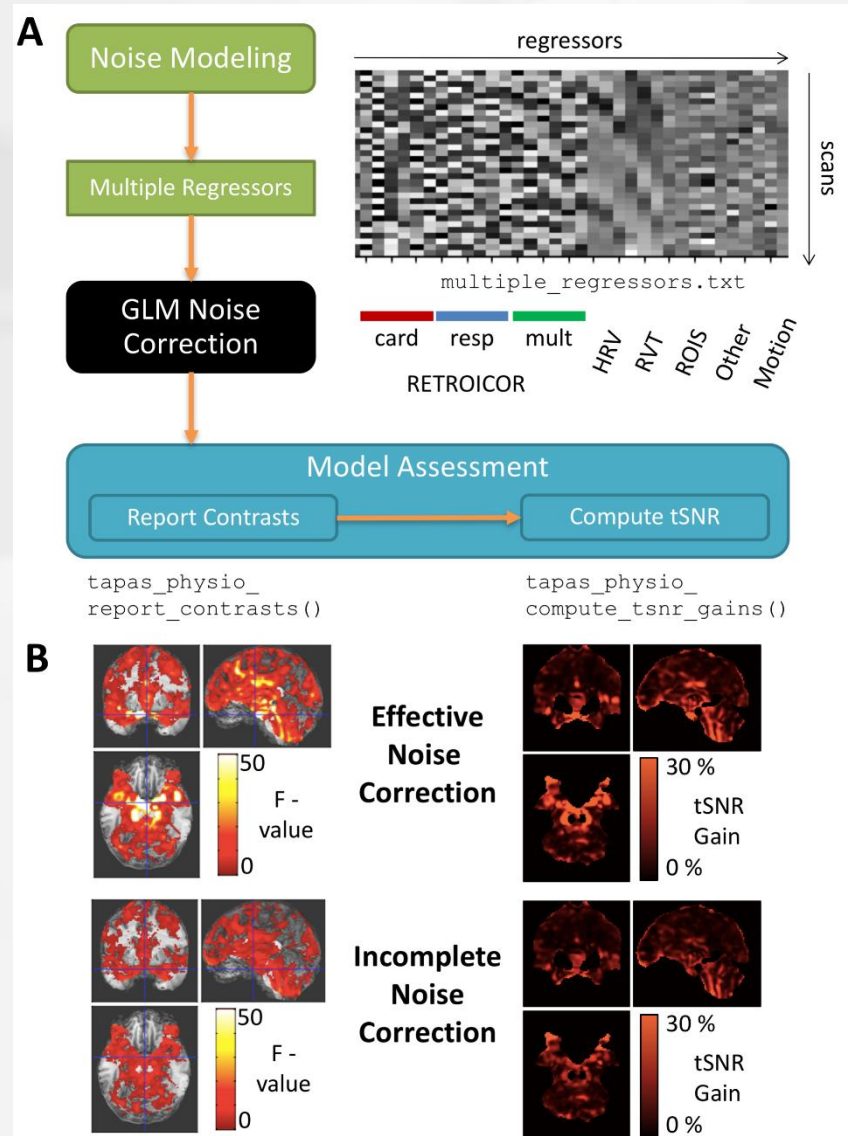 A
Noise Modeling
Multiple Regressors
GLM Noise
Correction
regressors
scans
multiple_regressors.txt
card resp mult
RETROICOR
HRV
RVT
ROIS
Other
Motion
Model Assessment
Report Contrasts
Compute tSNR
tapas_physio_
report_contrasts()
tapas_physio_
compute_tsnr_gains()
B
50
F -
value
0
Effective
Noise
Correction
30 %
tSNR
Gain
0 %
50
F -
value
0
Incomplete
Noise
Correction
30 %
tSNR
Gain
0 %